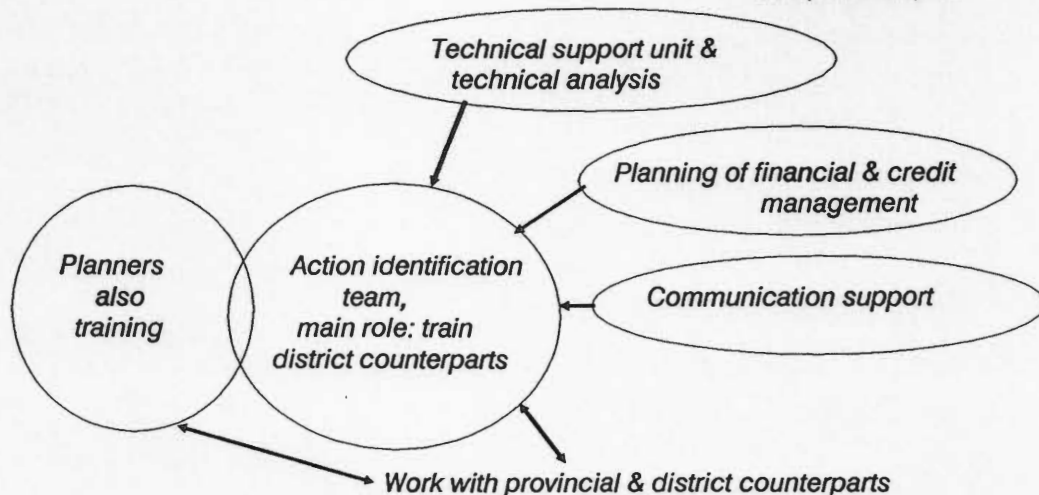 Technical support unit &
technical analysis
Planning of financial & credit
management
Communication support
Planners
also
training
Action identification
team,
main role: train
district counterparts
Work with provincial & district counterparts